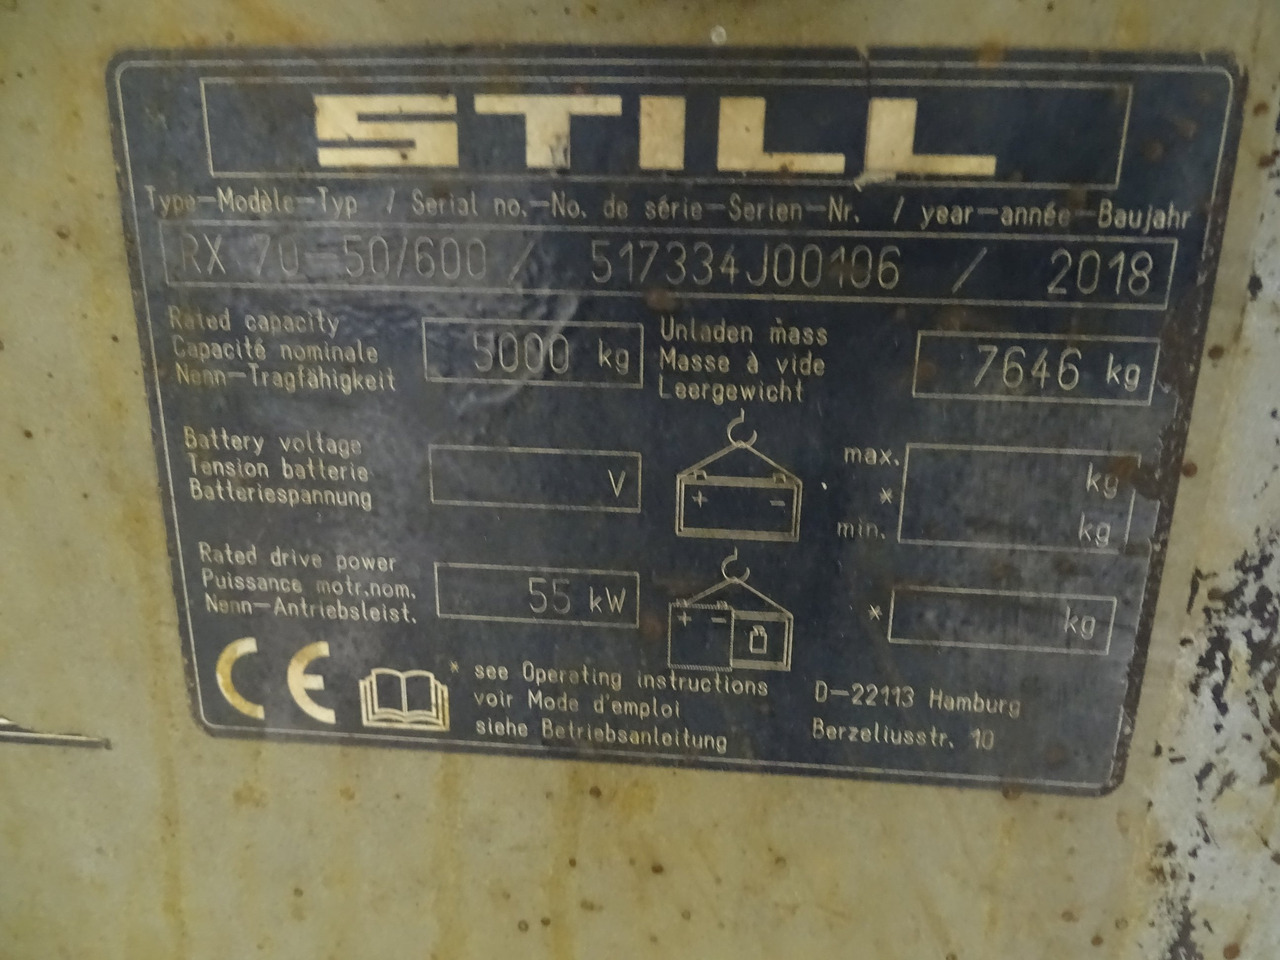 STILL
Type-Modèle-Typ / Serial no.-No. de série-Serien-Nr. / year-année-Baujahr
RX 70-50/600 / 517334J00106 / 2018
Rated capacity
Capacité nominale
Nenn-Tragfähigkeit
5000 kg
Unladen mass
Masse à vide
Leergewicht
7646 kg
Battery voltage
Tension batterie
Batteriespannung
V
+ -
max.
*
min.
kg
kg
Rated drive power
Puissance motr.nom.
Nenn-Antriebsleist.
55 kW
+ -
* kg
CE
* see Operating instructions
voir Mode d'emploi
siehe Betriebsanleitung
D-22113 Hamburg
Berzeliusstr. 10